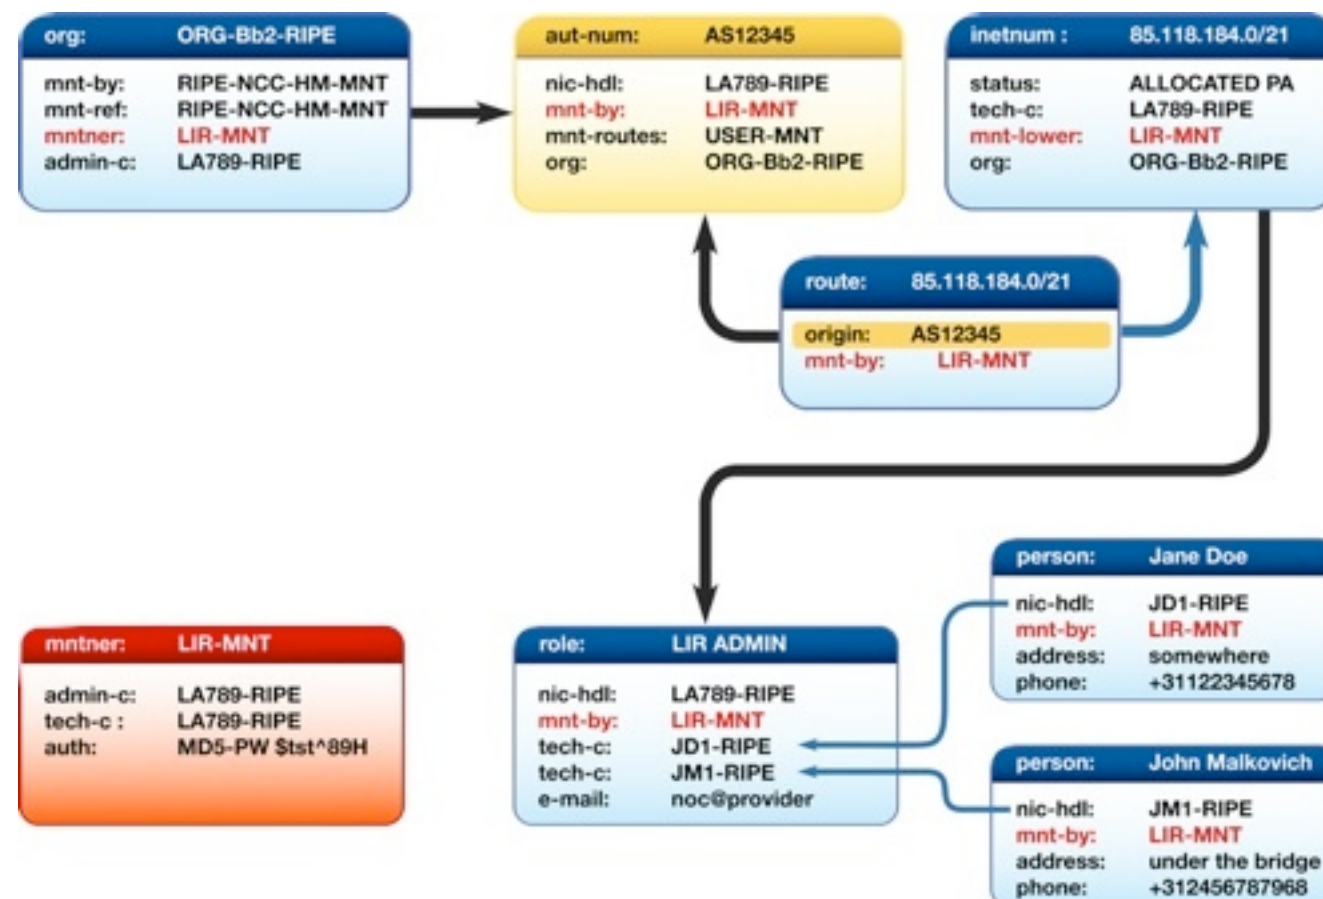 org: ORG-Bb2-RIPE
mnt-by: RIPE-NCC-HM-MNT
mnt-ref: RIPE-NCC-HM-MNT
mntner: LIR-MNT
admin-c: LA789-RIPE
aut-num: AS12345
nic-hdl: LA789-RIPE
mnt-by: LIR-MNT
mnt-routes: USER-MNT
org: ORG-Bb2-RIPE
inetnum : 85.118.184.0/21
status: ALLOCATED PA
tech-c: LA789-RIPE
mnt-lower: LIR-MNT
org: ORG-Bb2-RIPE
route: 85.118.184.0/21
origin: AS12345
mnt-by: LIR-MNT
mntner: LIR-MNT
admin-c: LA789-RIPE
tech-c : LA789-RIPE
auth: MD5-PW $tst^89H
role: LIR ADMIN
nic-hdl: LA789-RIPE
mnt-by: LIR-MNT
tech-c: JD1-RIPE
tech-c: JM1-RIPE
e-mail: noc@provider
person: Jane Doe
nic-hdl: JD1-RIPE
mnt-by: LIR-MNT
address: somewhere
phone: +31122345678
person: John Malkovich
nic-hdl: JM1-RIPE
mnt-by: LIR-MNT
address: under the bridge
phone: +312456787968